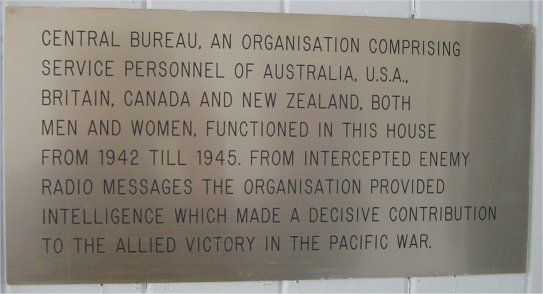 CENTRAL BUREAU, AN ORGANISATION COMPRISING
SERVICE PERSONNEL OF AUSTRALIA, U.S.A.,
BRITAIN, CANADA AND NEW ZEALAND, BOTH
MEN AND WOMEN, FUNCTIONED IN THIS HOUSE
FROM 1942 TILL 1945. FROM INTERCEPTED ENEMY
RADIO MESSAGES THE ORGANISATION PROVIDED
INTELLIGENCE WHICH MADE A DECISIVE CONTRIBUTION
TO THE ALLIED VICTORY IN THE PACIFIC WAR.